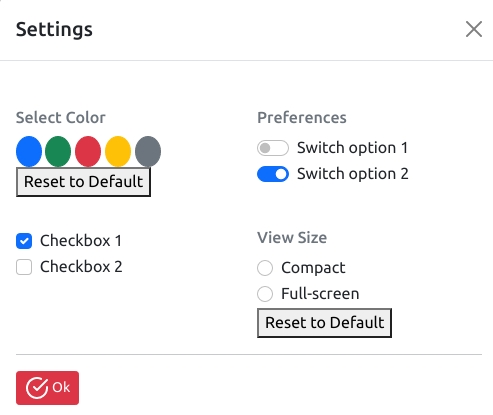 Settings
Select Color
Reset to Default
Preferences
Switch option 1
Switch option 2
Checkbox 1
Checkbox 2
View Size
Compact
Full-screen
Reset to Default
Ok